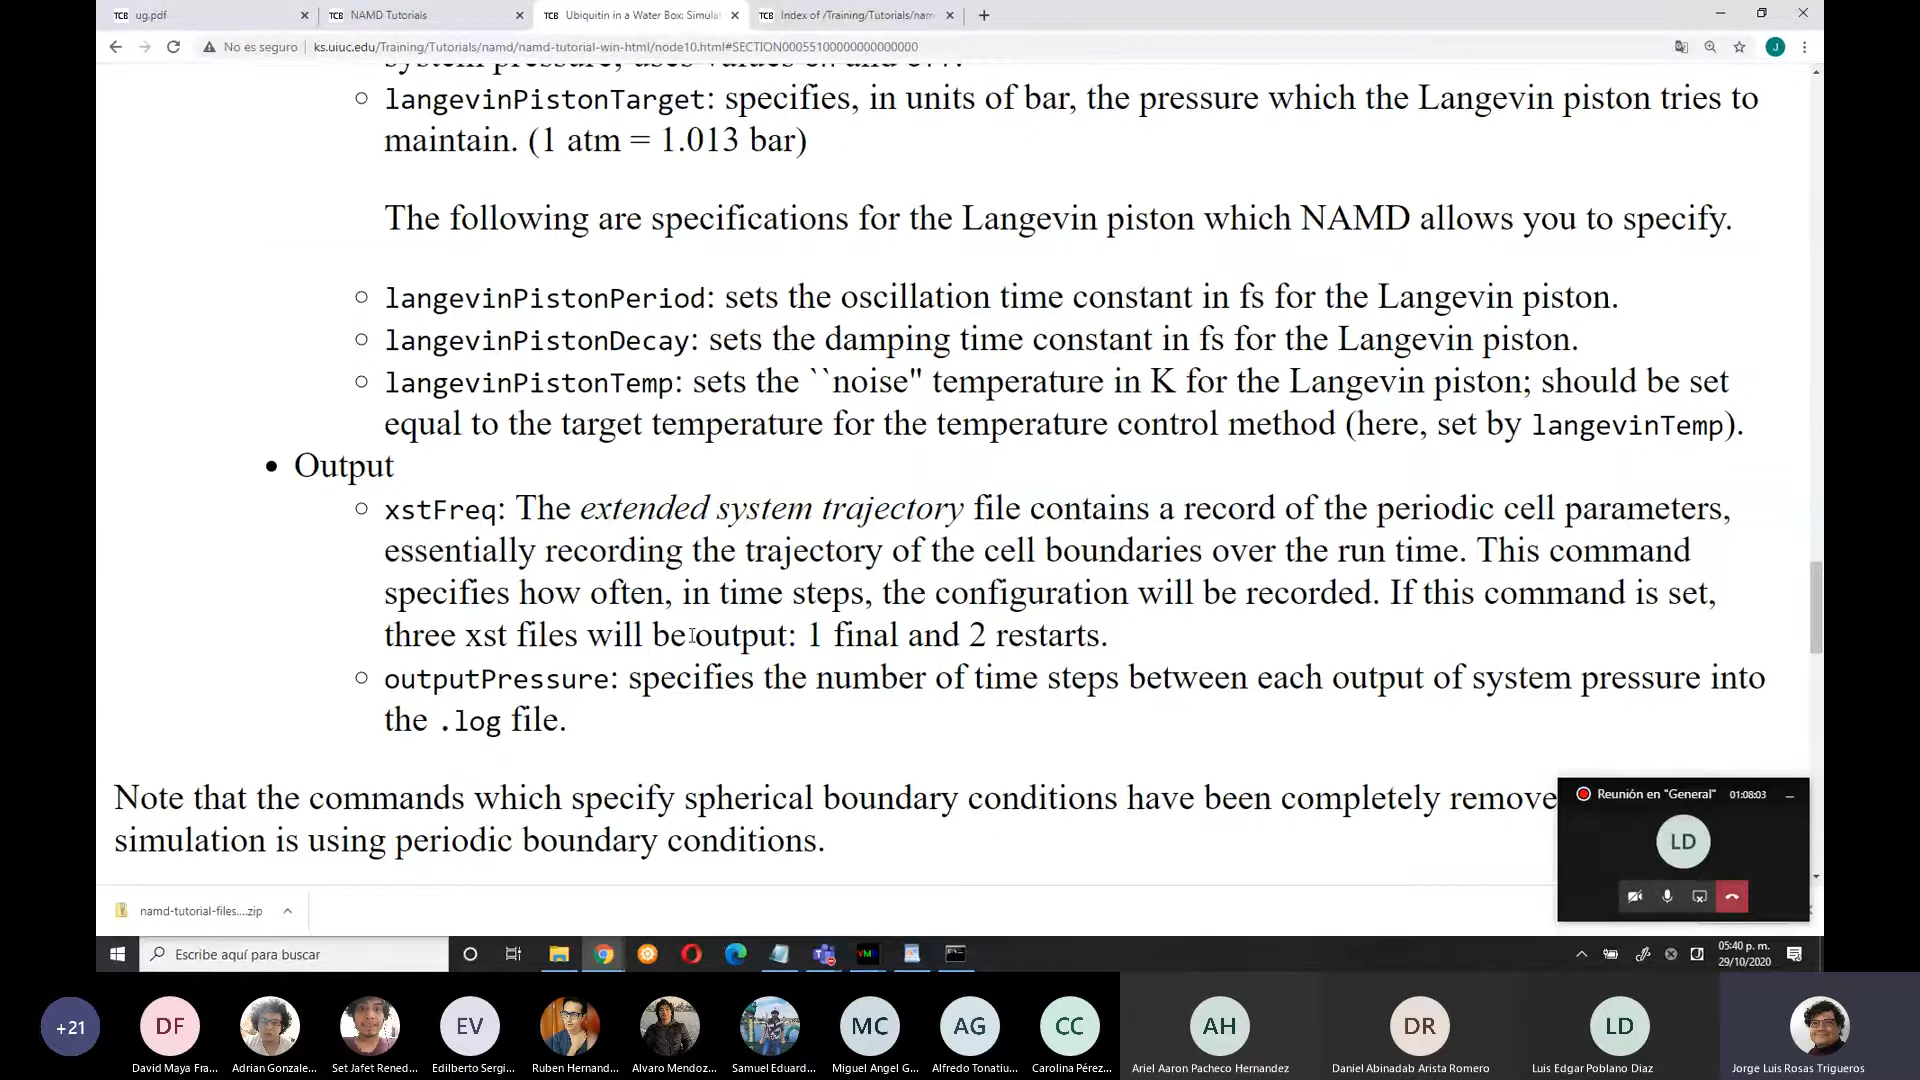 TCB ug.pdf
TCB NAMD Tutorials
TCB Ubiquitin in a Water Box: Simula
TCB Index of /Training/Tutorials/nam
No es seguro ks.uiuc.edu/Training/Tutorials/namd/namd-tutorial-win-html/node10.html#SECTION00055100000000000000
J
langevinPistonTarget: specifies, in units of bar, the pressure which the Langevin piston tries to
maintain. (1 atm = 1.013 bar)
The following are specifications for the Langevin piston which NAMD allows you to specify.
langevinPistonPeriod: sets the oscillation time constant in fs for the Langevin piston.
langevinPistonDecay: sets the damping time constant in fs for the Langevin piston.
langevinPistonTemp: sets the ``noise" temperature in K for the Langevin piston; should be set
equal to the target temperature for the temperature control method (here, set by langevinTemp).
• Output
xstFreq: The extended system trajectory file contains a record of the periodic cell parameters,
essentially recording the trajectory of the cell boundaries over the run time. This command
specifies how often, in time steps, the configuration will be recorded. If this command is set,
three xst files will be output: 1 final and 2 restarts.
outputPressure: specifies the number of time steps between each output of system pressure into
the .log file.
Note that the commands which specify spherical boundary conditions have been completely remove
simulation is using periodic boundary conditions.
Reunión en "General" 01:08:03
LD
namd-tutorial-files....zip
Escribe aquí para buscar
05:40 p. m.
29/10/2020
+21
DF
EV
MC
AG
CC
AH
DR
LD
David Maya Fra...
Adrian Gonzale...
Set Jafet Rened...
Edilberto Sergi...
Ruben Hernand...
Alvaro Mendoz...
Samuel Eduard...
Miguel Angel G...
Alfredo Tonatiu...
Carolina Pérez...
Ariel Aaron Pacheco Hernandez
Daniel Abinadab Arista Romero
Luis Edgar Poblano Diaz
Jorge Luis Rosas Trigueros